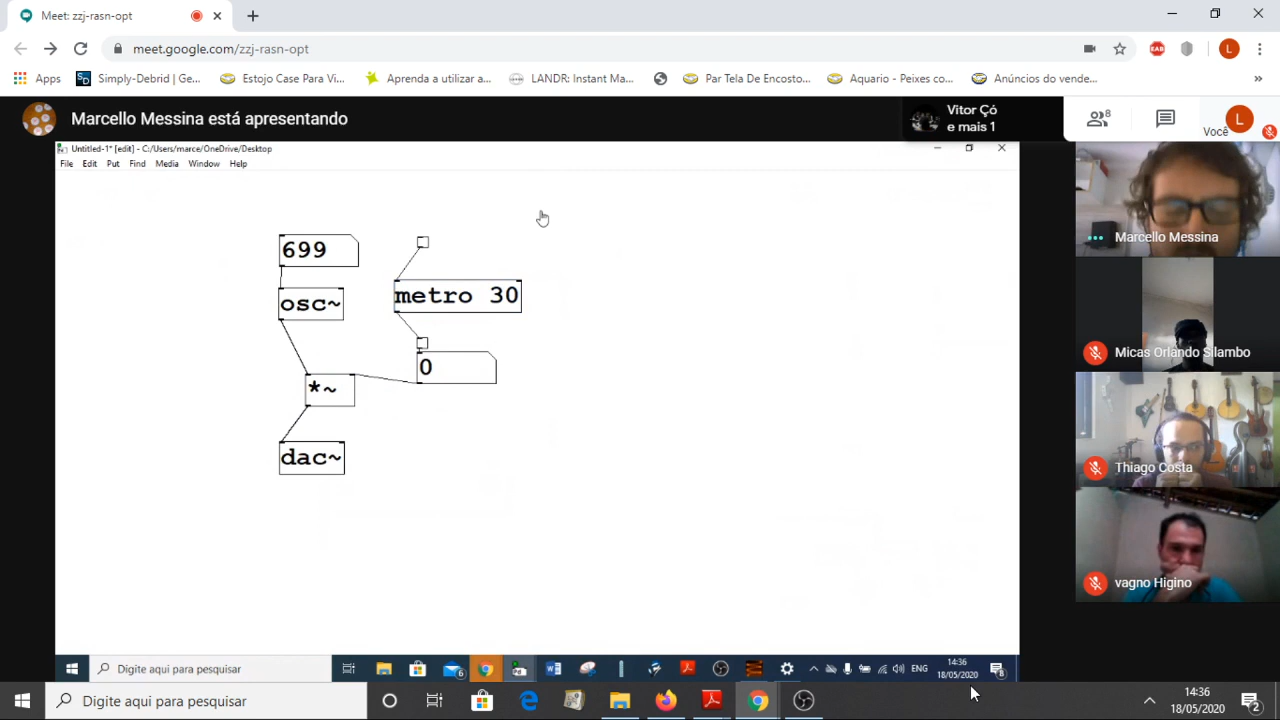 Meet: zzj-rasn-opt
meet.google.com/zzj-rasn-opt
Apps Simply-Debrid | Ge... Estojo Case Para Vi... Aprenda a utilizar a... LANDR: Instant Ma... Par Tela De Encosto... Aquario - Peixes co... Anúncios do vende... »
Marcello Messina está apresentando
Vitor Çó
e mais 1
8
Você
L
Untitled-1* [edit] - C:/Users/marce/OneDrive/Desktop
File Edit Put Find Media Window Help
699
osc~
metro 30
0
*~
dac~
Marcello Messina
Micas Orlando Silambo
Thiago Costa
vagno Higino
Digite aqui para pesquisar
6
ENG
14:36
18/05/2020
8
Digite aqui para pesquisar
14:36
18/05/2020
2